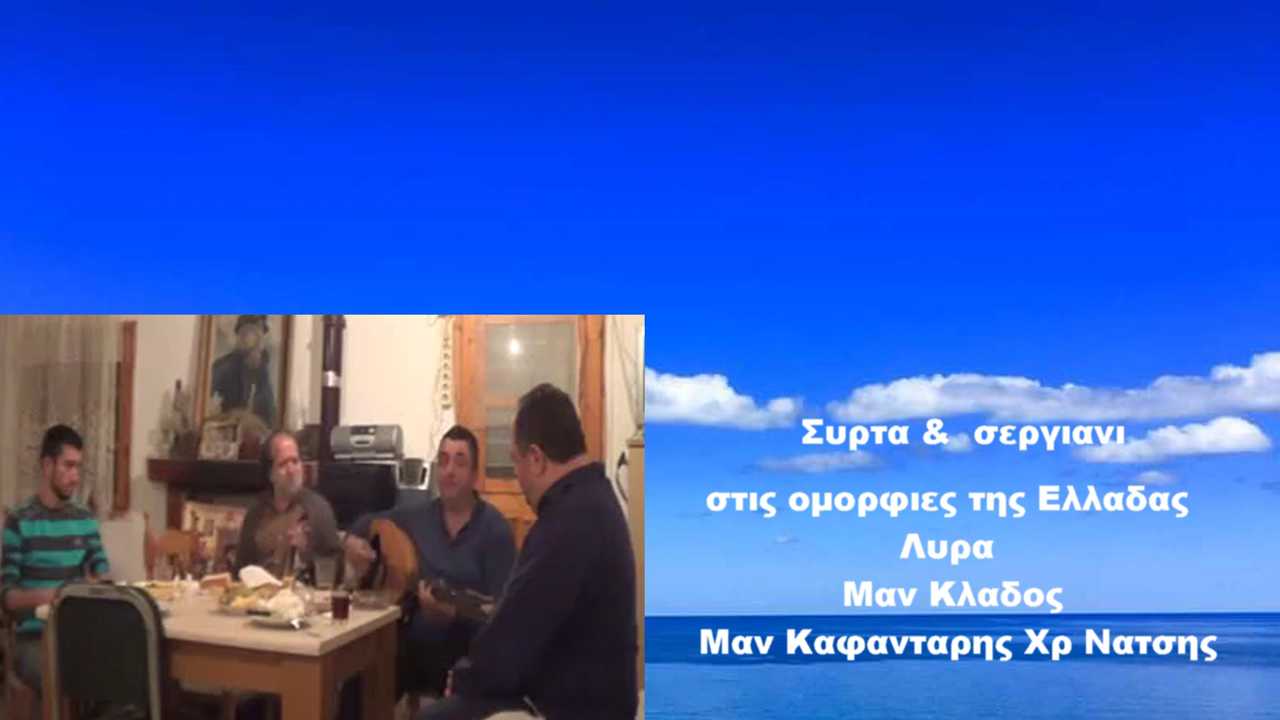 Συρτα & σεργιανι
στις ομορφιες της Ελλαδας
Λυρα
Μαν Κλαδος
Μαν Καφανταρης Χρ Νατσης